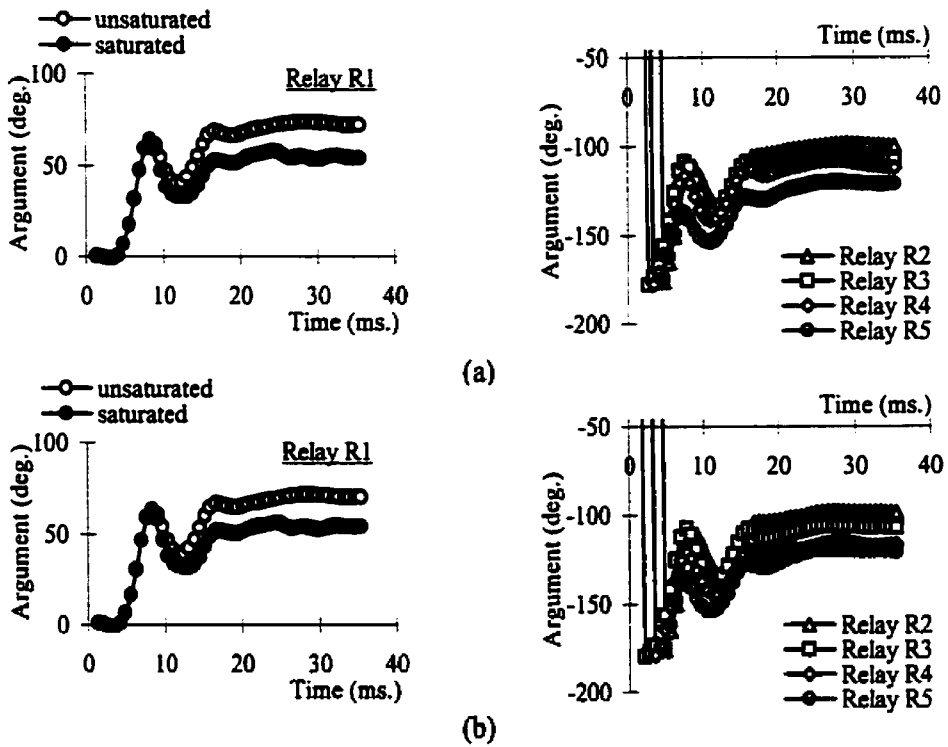 unsaturated
saturated
Relay R1
100
50
0
Argument (deg.)
0 10 20 30 40
Time (ms.)
Time (ms.)
0 10 20 30 40
-50
-100
-150
-200
Argument (deg.)
Relay R2
Relay R3
Relay R4
Relay R5
(a)
unsaturated
saturated
Relay R1
100
50
0
Argument (deg.)
0 10 20 30 40
Time (ms.)
Time (ms.)
0 10 20 30 40
-50
-100
-150
-200
Argument (deg.)
Relay R2
Relay R3
Relay R4
Relay R5
(b)